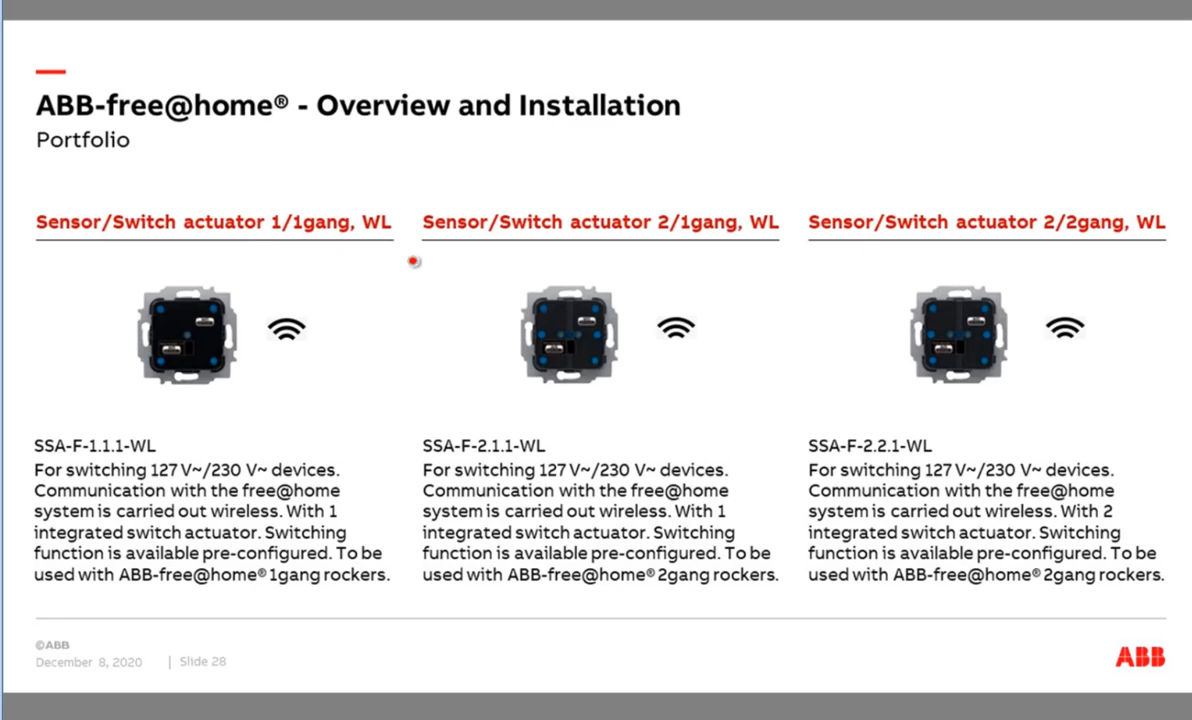 ABB-free@home® - Overview and Installation
Portfolio
Sensor/Switch actuator 1/1gang, WL
SSA-F-1.1.1-WL
For switching 127 V~/230 V~ devices.
Communication with the free@home
system is carried out wireless. With 1
integrated switch actuator. Switching
function is available pre-configured. To be
used with ABB-free@home® 1gang rockers.
Sensor/Switch actuator 2/1gang, WL
SSA-F-2.1.1-WL
For switching 127 V~/230 V~ devices.
Communication with the free@home
system is carried out wireless. With 1
integrated switch actuator. Switching
function is available pre-configured. To be
used with ABB-free@home® 2gang rockers.
Sensor/Switch actuator 2/2gang, WL
SSA-F-2.2.1-WL
For switching 127 V~/230 V~ devices.
Communication with the free@home
system is carried out wireless. With 2
integrated switch actuator. Switching
function is available pre-configured. To be
used with ABB-free@home® 2gang rockers.
©ABB
December 8, 2020 | Slide 28
ABB